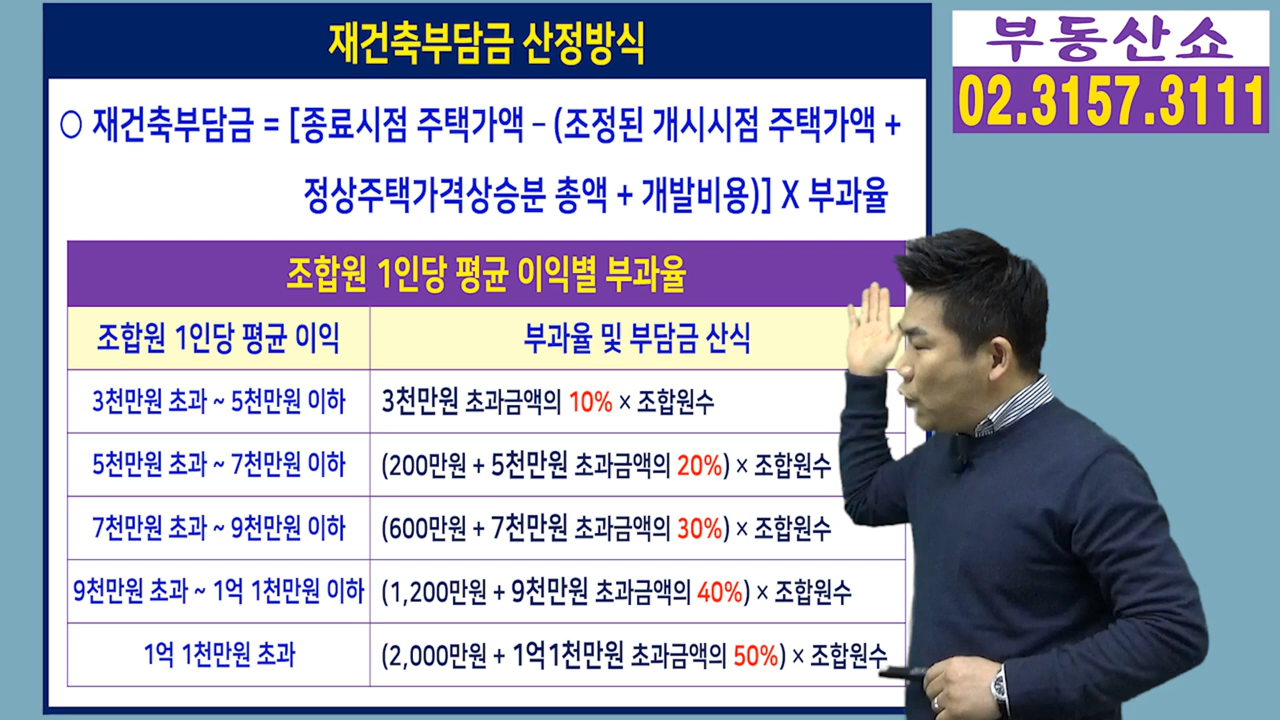 재건축부담금 산정방식
부동산쇼
02.3157.3111
○ 재건축부담금 = [종료시점 주택가액 - (조정된 개시시점 주택가액 +
정상주택가격상승분 총액 + 개발비용)] X 부과율
조합원 1인당 평균 이익별 부과율
조합원 1인당 평균 이익
부과율 및 부담금 산식
3천만원 초과 ~ 5천만원 이하
3천만원 초과금액의 10% × 조합원수
5천만원 초과 ~ 7천만원 이하
(200만원 + 5천만원 초과금액의 20%) × 조합원수
7천만원 초과 ~ 9천만원 이하
(600만원 + 7천만원 초과금액의 30%) × 조합원수
9천만원 초과 ~ 1억 1천만원 이하
(1,200만원 + 9천만원 초과금액의 40%) × 조합원수
1억 1천만원 초과
(2,000만원 + 1억1천만원 초과금액의 50%) × 조합원수